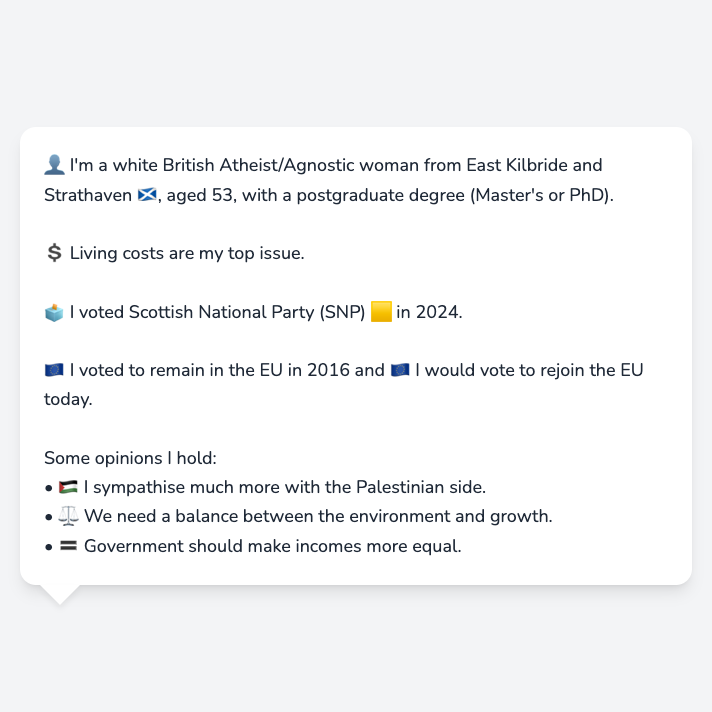 👤 I'm a white British Atheist/Agnostic woman from East Kilbride and
Strathaven 🏴󠁧󠁢󠁳󠁣󠁴󠁿, aged 53, with a postgraduate degree (Master's or PhD).
💲 Living costs are my top issue.
🗳️ I voted Scottish National Party (SNP) 🟨 in 2024.
🇪🇺 I voted to remain in the EU in 2016 and 🇪🇺 I would vote to rejoin the EU
today.
Some opinions I hold:
• 🇵🇸 I sympathise much more with the Palestinian side.
• ⚖️ We need a balance between the environment and growth.
• 🟰 Government should make incomes more equal.